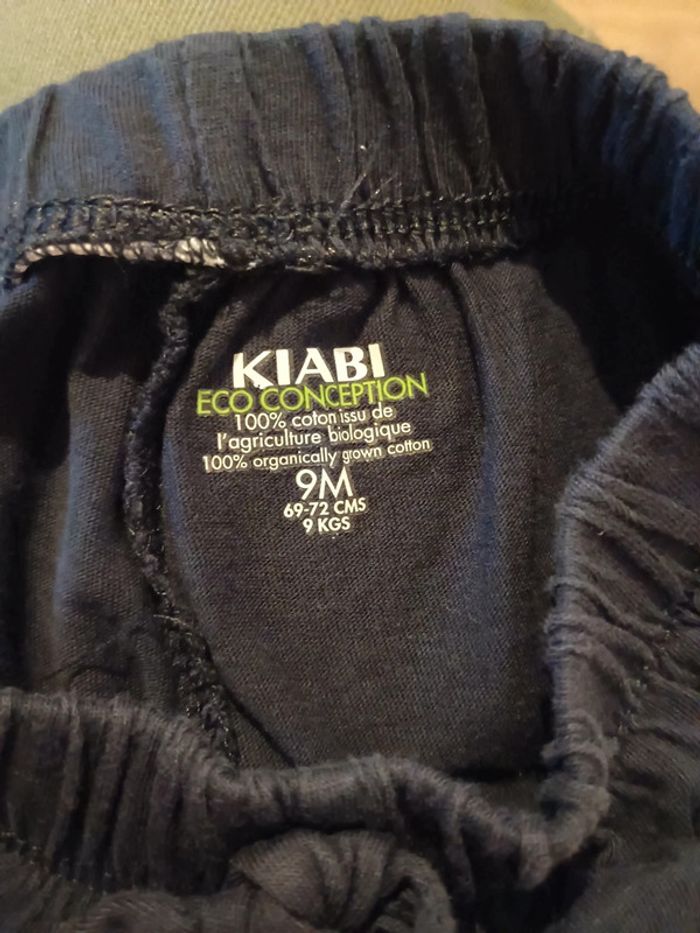 KIABI
ECO CONCEPTION
100% coton issu de
l'agriculture biologique
100% organically grown cotton
9M
69-72 CMS
9 KGS